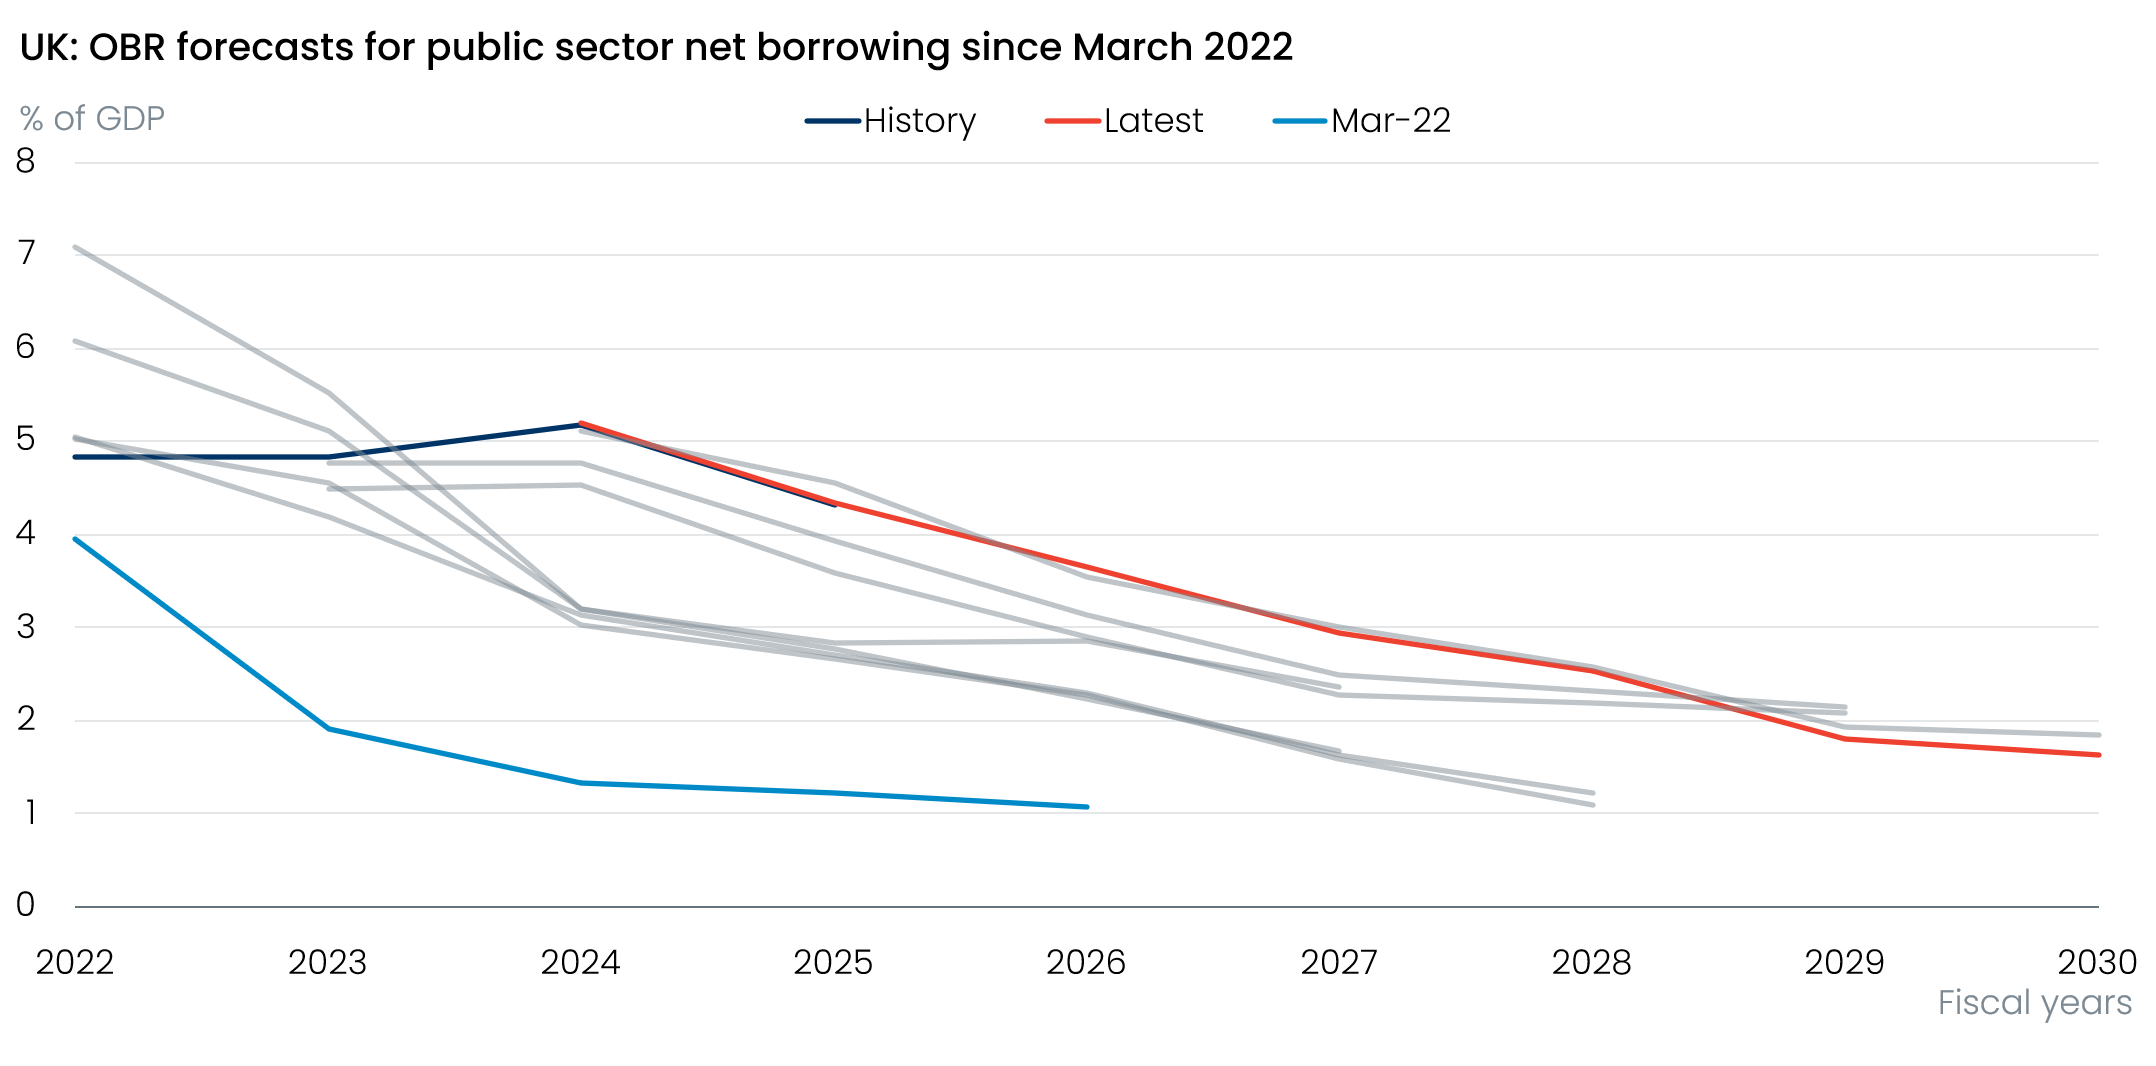 UK: OBR forecasts for public sector net borrowing since March 2022
% of GDP
History Latest Mar-22
8
7
6
5
4
3
2
1
0
2022 2023 2024 2025 2026 2027 2028 2029 2030
Fiscal years